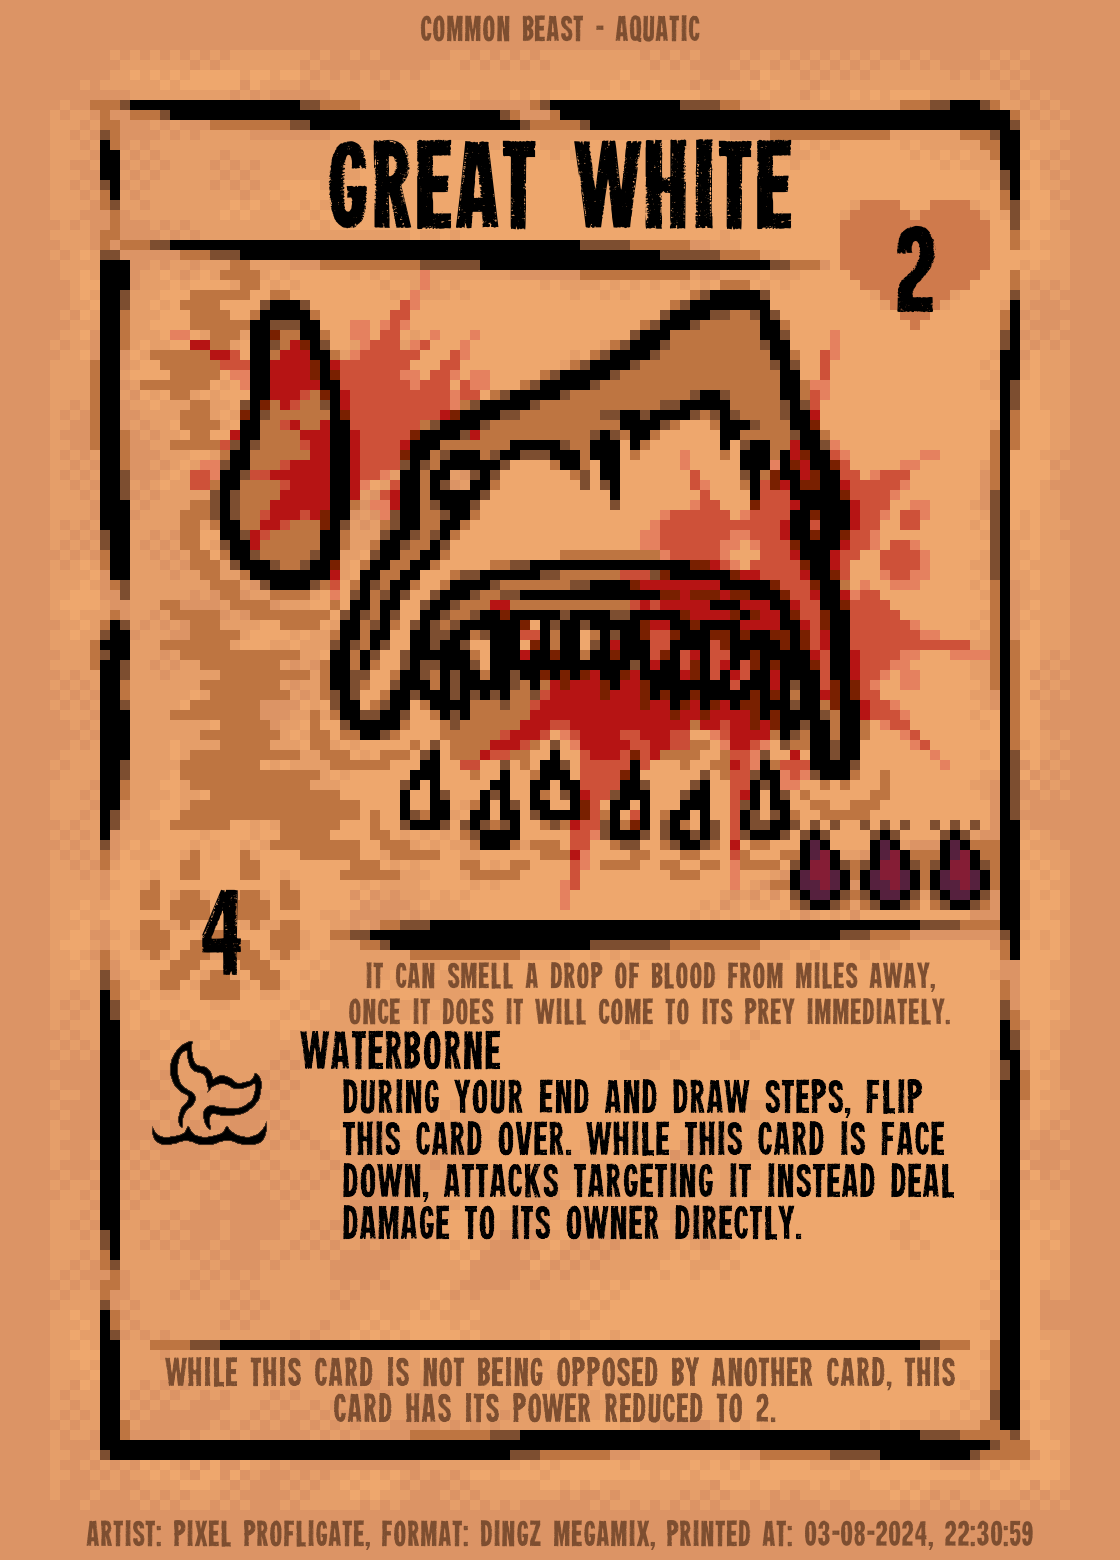 COMMON BEAST - AQUATIC
GREAT WHITE
2
4
IT CAN SMELL A DROP OF BLOOD FROM MILES AWAY,
ONCE IT DOES IT WILL COME TO ITS PREY IMMEDIATELY.
WATERBORNE
DURING YOUR END AND DRAW STEPS, FLIP
THIS CARD OVER. WHILE THIS CARD IS FACE
DOWN, ATTACKS TARGETING IT INSTEAD DEAL
DAMAGE TO ITS OWNER DIRECTLY.
WHILE THIS CARD IS NOT BEING OPPOSED BY ANOTHER CARD, THIS
CARD HAS ITS POWER REDUCED TO 2.
ARTIST: PIXEL PROFLIGATE, FORMAT: DINGZ MEGAMIX, PRINTED AT: 03-08-2024, 22:30:59